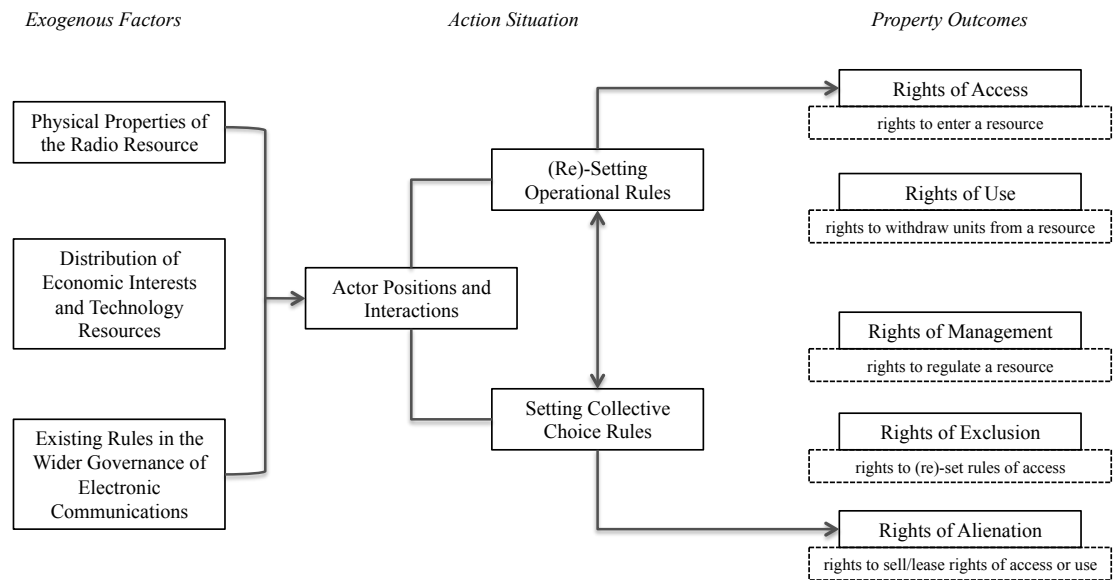 Exogenous Factors
Action Situation
Property Outcomes
Physical Properties of
the Radio Resource
Distribution of
Economic Interests
and Technology
Resources
Existing Rules in the
Wider Governance of
Electronic
Communications
Actor Positions and
Interactions
(Re)-Setting
Operational Rules
Setting Collective
Choice Rules
Rights of Access
rights to enter a resource
Rights of Use
rights to withdraw units from a resource
Rights of Management
rights to regulate a resource
Rights of Exclusion
rights to (re)-set rules of access
Rights of Alienation
rights to sell/lease rights of access or use